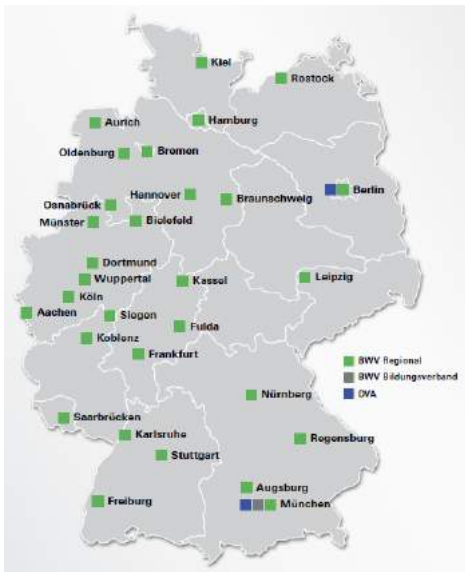 Kiel
Rostock
Aurich
Hamburg
Oldenburg
Bremen
Hannover
Braunschweig
Berlin
Osnabrück
Münster
Bielefeld
Dortmund
Wuppertal
Kassel
Leipzig
Köln
Aachen
Siegen
Fulda
Koblenz
Frankfurt
BWV Regional
BWV Bildungsverband
DVA
Nürnberg
Saarbrücken
Karlsruhe
Regensburg
Stuttgart
Augsburg
Freiburg
München